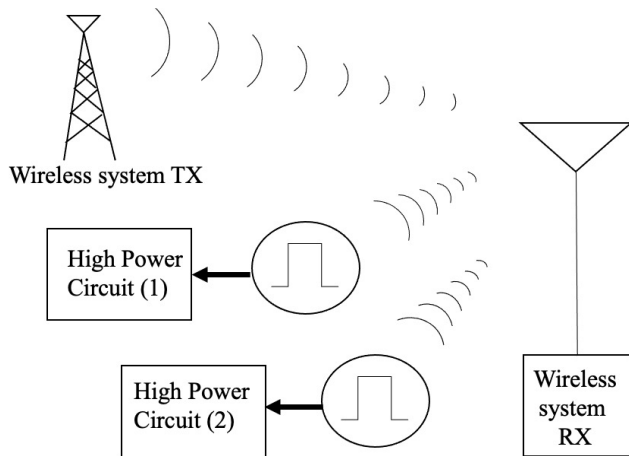 Wireless system TX
High Power
Circuit (1)
High Power
Circuit (2)
Wireless
system
RX